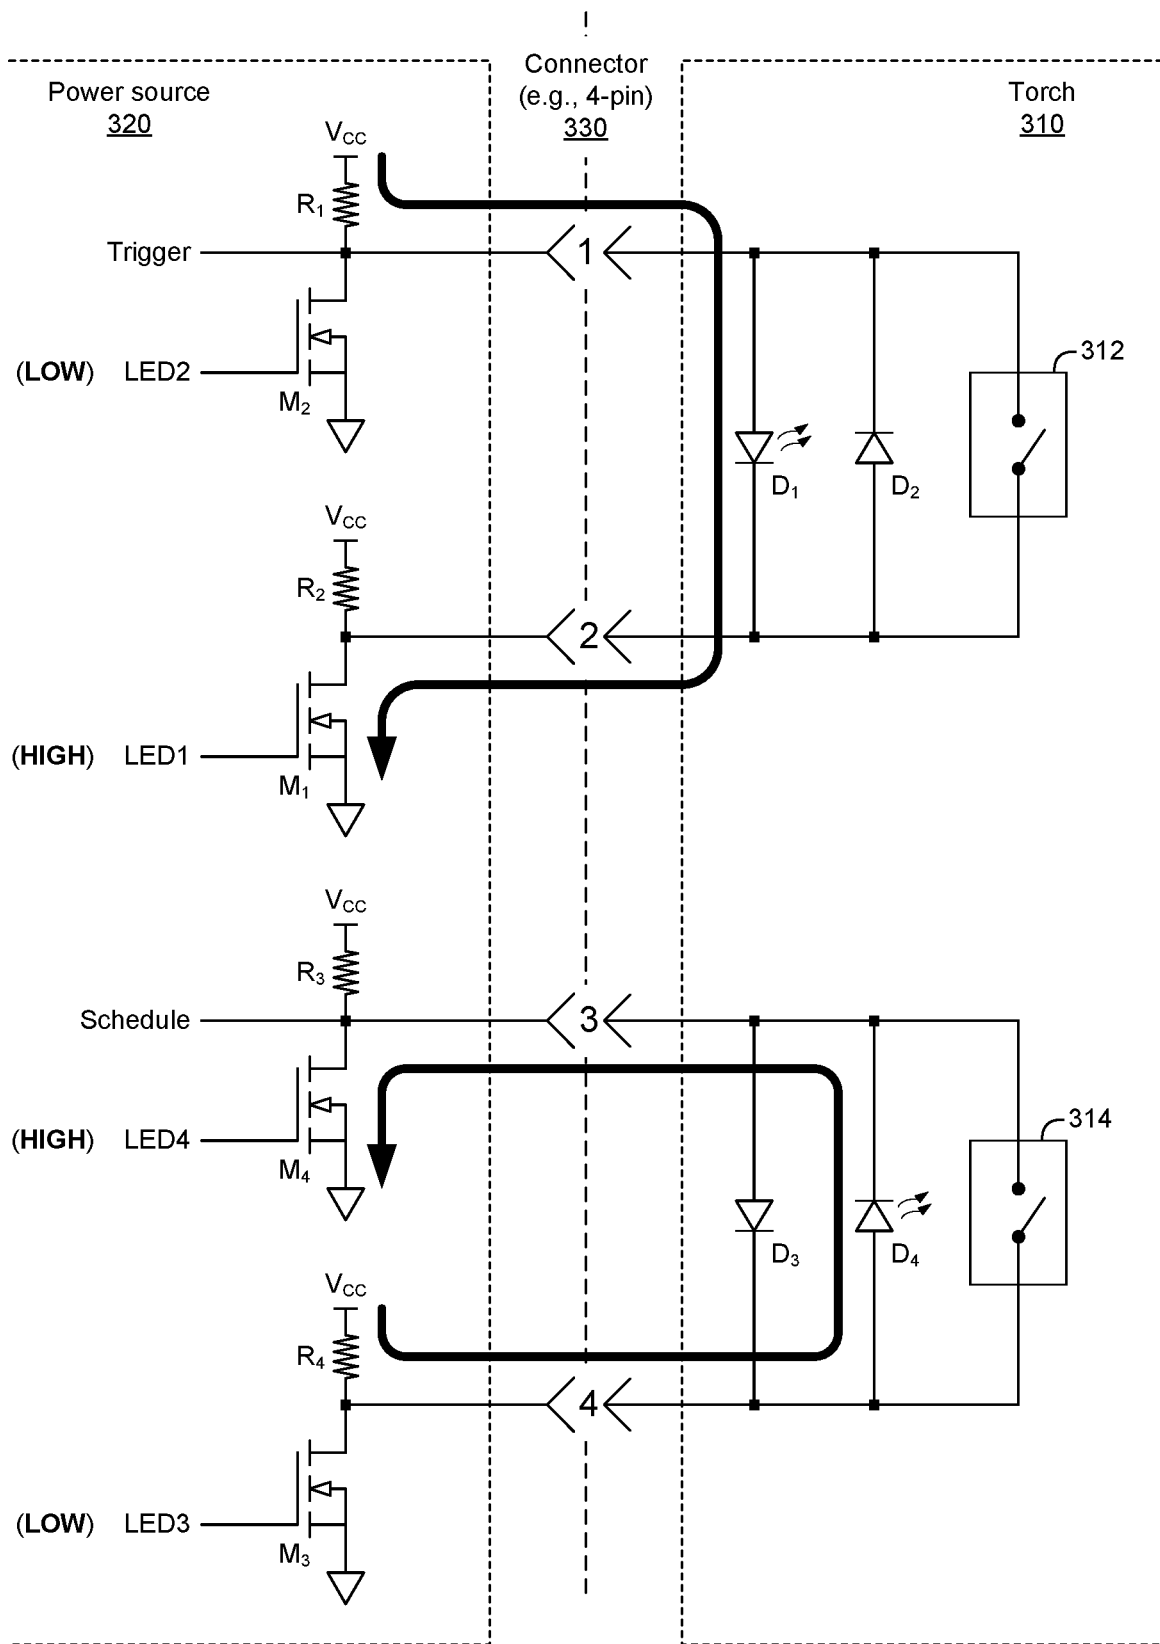 Power source
320
Connector
(e.g., 4-pin)
330
Torch
310
VCC
R1
Trigger
1
(LOW) LED2
M2
312
D1
D2
VCC
R2
2
(HIGH) LED1
M1
VCC
R3
Schedule
3
(HIGH) LED4
M4
314
D3
D4
VCC
R4
4
(LOW) LED3
M3